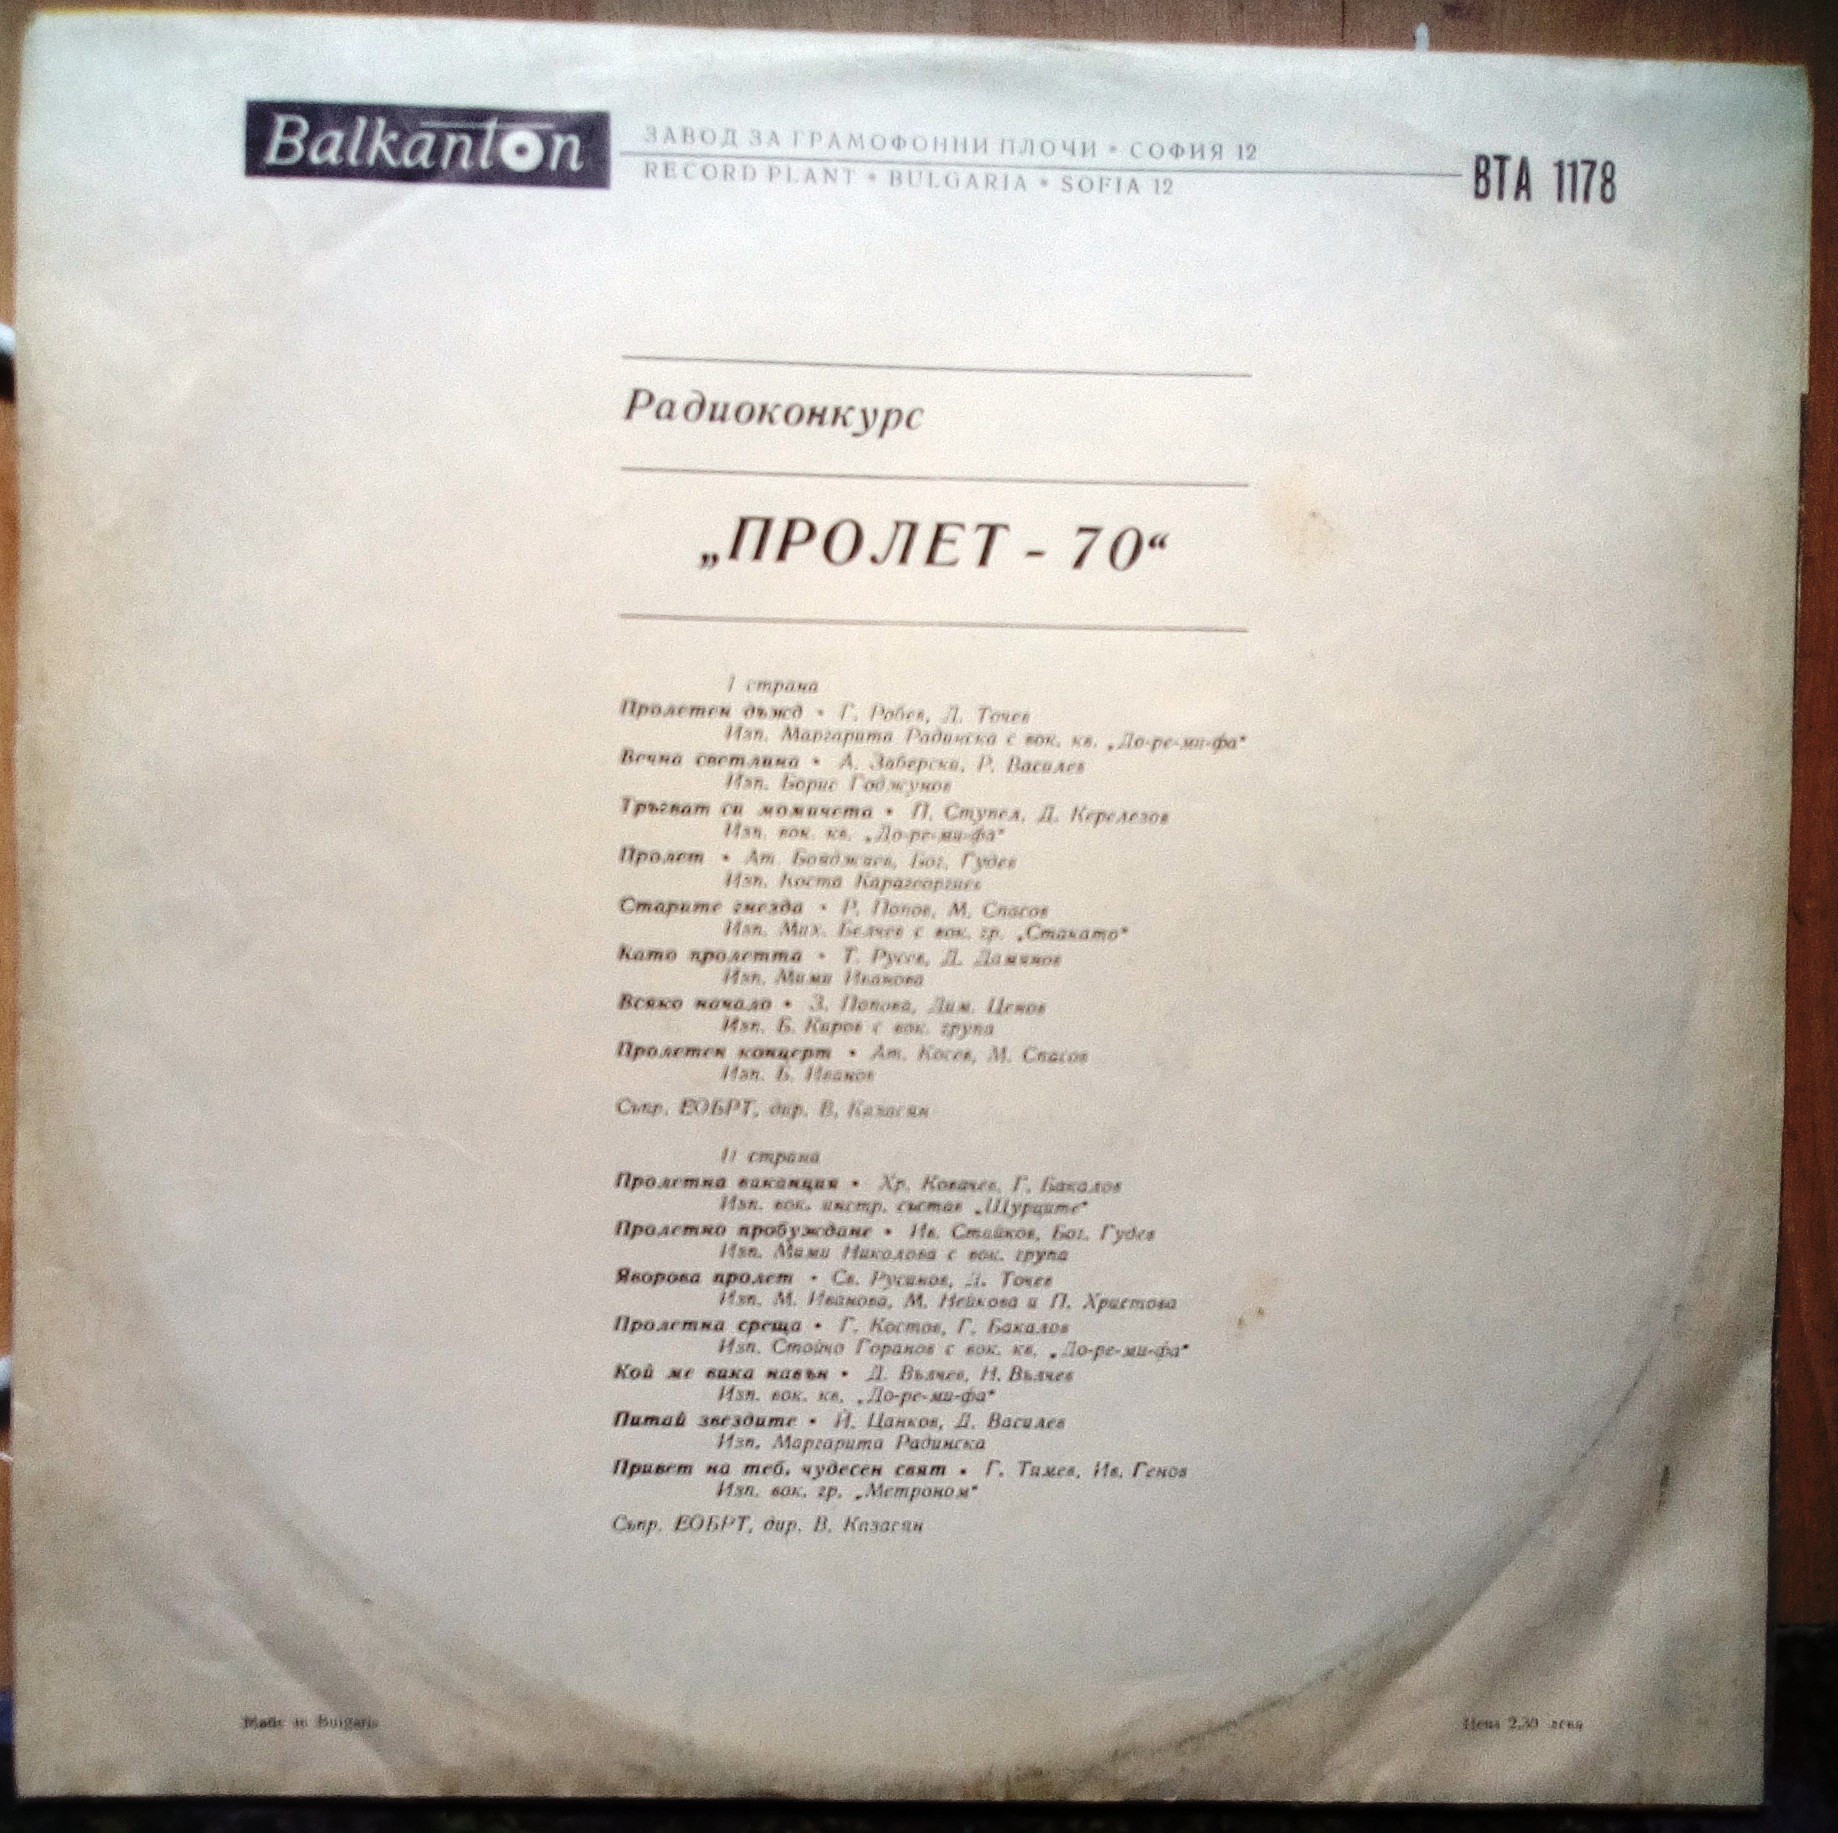 Balkanton
ЗАВОД ЗА ГРАМОФОННИ ПЛОЧИ • СОФИЯ 12
RECORD PLANT • BULGARIA • SOFIA 12
ВТА 1178
Радиоконкурс
„ПРОЛЕТ - 70“
I страна
Пролетен дъжд • Г. Робев, Д. Точев
Изп. Маргарита Радинска с вок. кв. „До-ре-ми-фа“
Вечна светлина • А. Заберски, Р. Василев
Изп. Борис Годжунов
Тръгват си момичета • П. Ступел, Д. Керелезов
Изп. вок. кв. „До-ре-ми-фа“
Пролет • Ат. Бояджиев, Бог. Гудев
Изп. Коста Карагеоргиев
Старите гнезда • Р. Попов, М. Спасов
Изп. Мих. Белчев с вок. гр. „Стакато“
Като пролетта • Т. Русев, Д. Дамянов
Изп. Мими Иванова
Всяко начало • З. Попова, Дим. Ценов
Изп. Б. Киров с вок. група
Пролетен концерт • Ат. Косев, М. Спасов
Изп. Б. Иванов
Съпр. ЕОБРТ, дир. В. Казасян
II страна
Пролетна ваканция • Хр. Ковачев, Г. Бакалов
Изп. вок. инстр. състав „Щурците“
Пролетно пробуждане • Ив. Стайков, Бог. Гудев
Изп. Мими Николова с вок. група
Яворова пролет • Св. Русинов, Д. Точев
Изп. М. Иванова, М. Нейкова и П. Христова
Пролетна среща • Г. Костов, Г. Бакалов
Изп. Стойчо Горанов с вок. кв. „До-ре-ми-фа“
Кой ме вика навън • Д. Вълчев, Н. Вълчев
Изп. вок. кв. „До-ре-ми-фа“
Питай звездите • Й. Цанков, Д. Василев
Изп. Маргарита Радинска
Привет на теб, чудесен свят • Г. Тямев, Ив. Генов
Изп. вок. гр. „Метроном“
Съпр. ЕОБРТ, дир. В. Казасян
Made in Bulgaria
Цена 2.30 лева